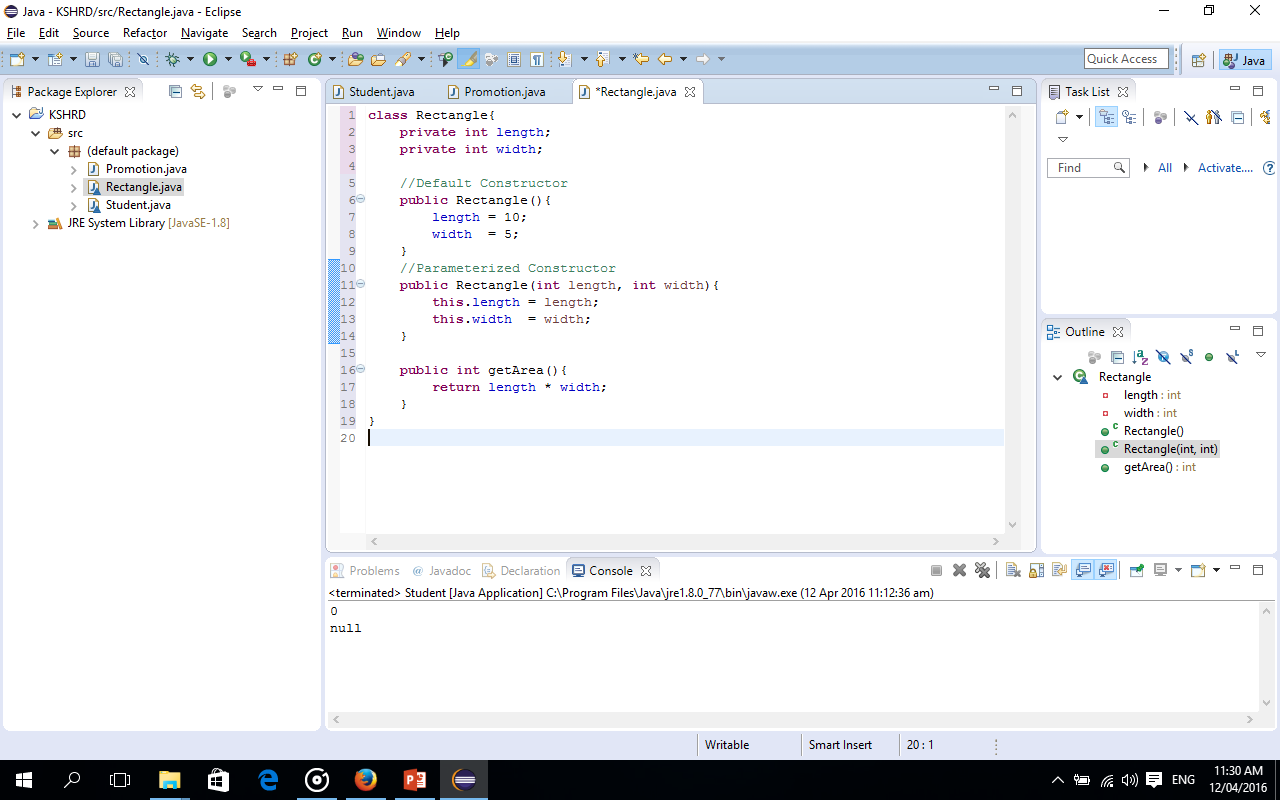 Java - KSHRD/src/Rectangle.java - Eclipse
File Edit Source Refactor Navigate Search Project Run Window Help
Quick Access
Java
Package Explorer
KSHRD
src
(default package)
Promotion.java
Rectangle.java
Student.java
JRE System Library [JavaSE-1.8]
Student.java Promotion.java *Rectangle.java
1 class Rectangle{
2 private int length;
3 private int width;
4
5 //Default Constructor
6 public Rectangle(){
7 length = 10;
8 width  = 5;
9 }
10 //Parameterized Constructor
11 public Rectangle(int length, int width){
12 this.length = length;
13 this.width  = width;
14 }
15
16 public int getArea(){
17 return length * width;
18 }
19 }
20
Task List
Find All Activate....
Outline
Rectangle
length : int
width : int
Rectangle()
Rectangle(int, int)
getArea() : int
Problems @ Javadoc Declaration Console
<terminated> Student [Java Application] C:\Program Files\Java\jre1.8.0_77\bin\javaw.exe (12 Apr 2016 11:12:36 am)
0
null
Writable Smart Insert 20 : 1
ENG
11:30 AM
12/04/2016